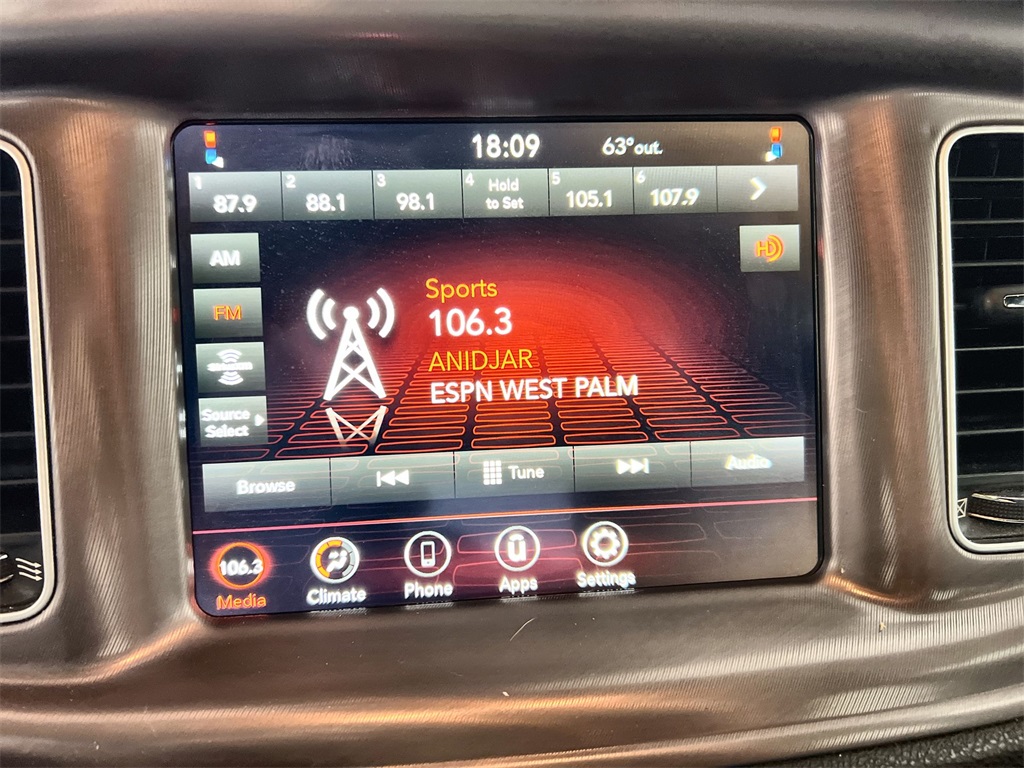 18:09 63°out.
1 87.9 2 88.1 3 98.1 4 Hold to Set 5 105.1 6 107.9
AM
HD
FM
Sports
106.3
ANIDJAR
ESPN WEST PALM
Source
Select
Browse Tune Audio
106.3
Media Climate Phone Apps Settings